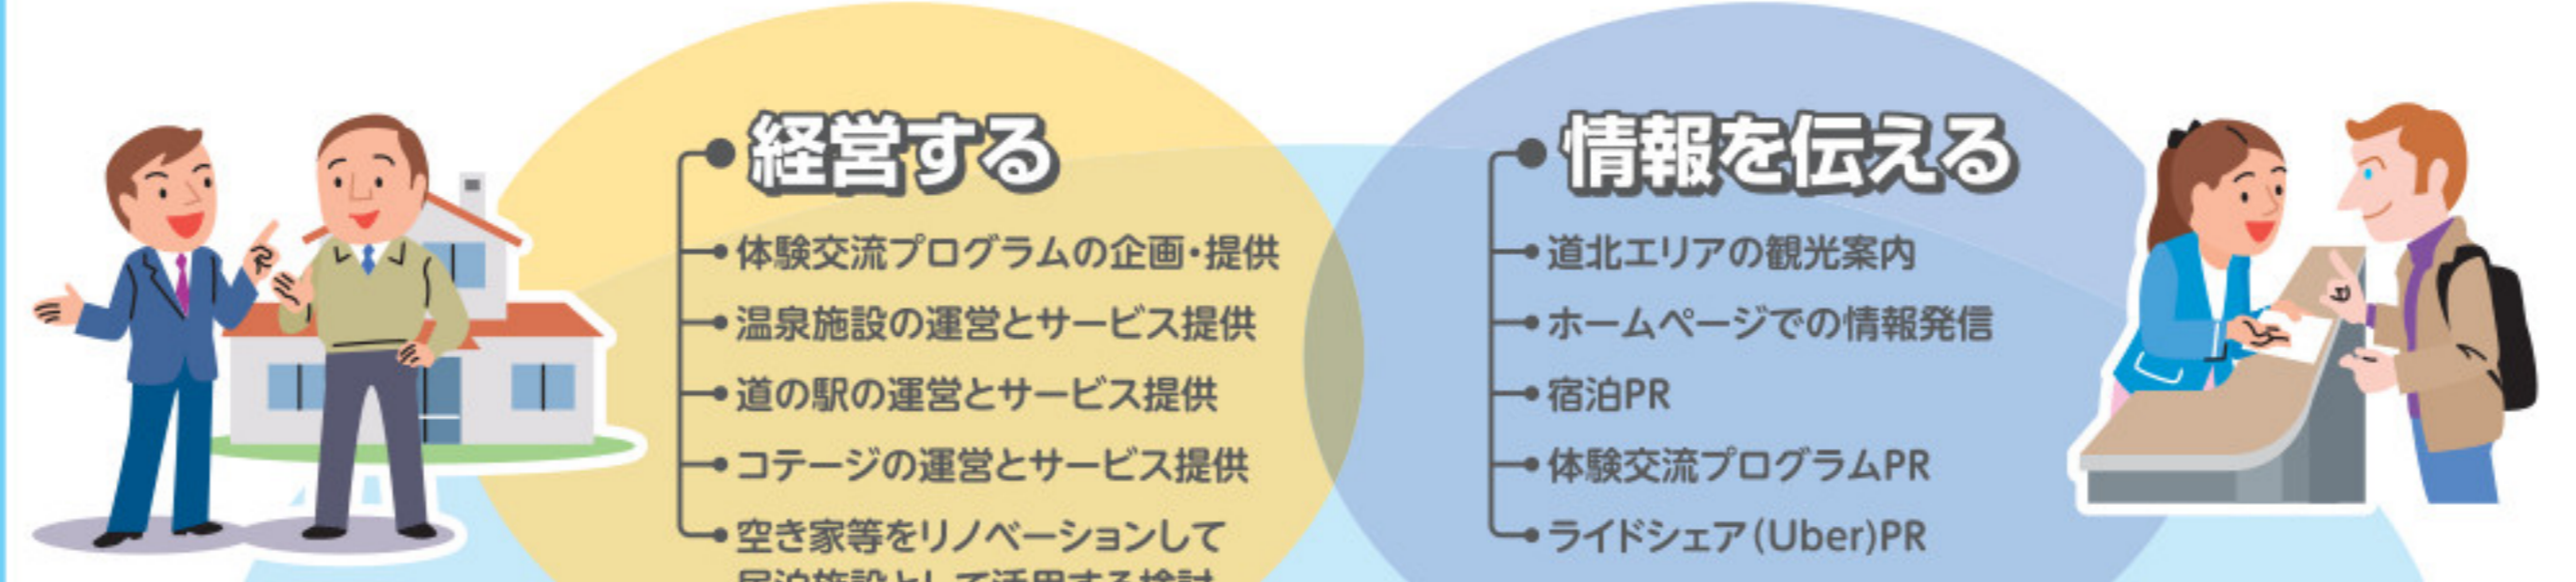 経営する
体験交流プログラムの企画・提供
温泉施設の運営とサービス提供
道の駅の運営とサービス提供
コテージの運営とサービス提供
空き家等をリノベーションして
情報を伝える
道北エリアの観光案内
ホームページでの情報発信
宿泊PR
体験交流プログラムPR
ライドシェア(Uber)PR